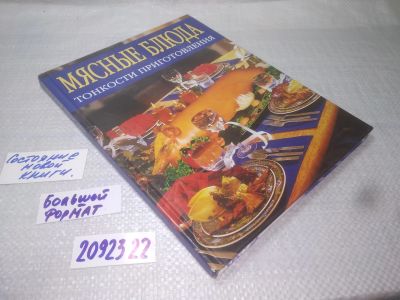 МЯСНЫЕ БЛЮДА
ТОНКОСТИ ПРИГОТОВЛЕНИЯ
Состояние
новой
книги.
Большой
формат
2092322